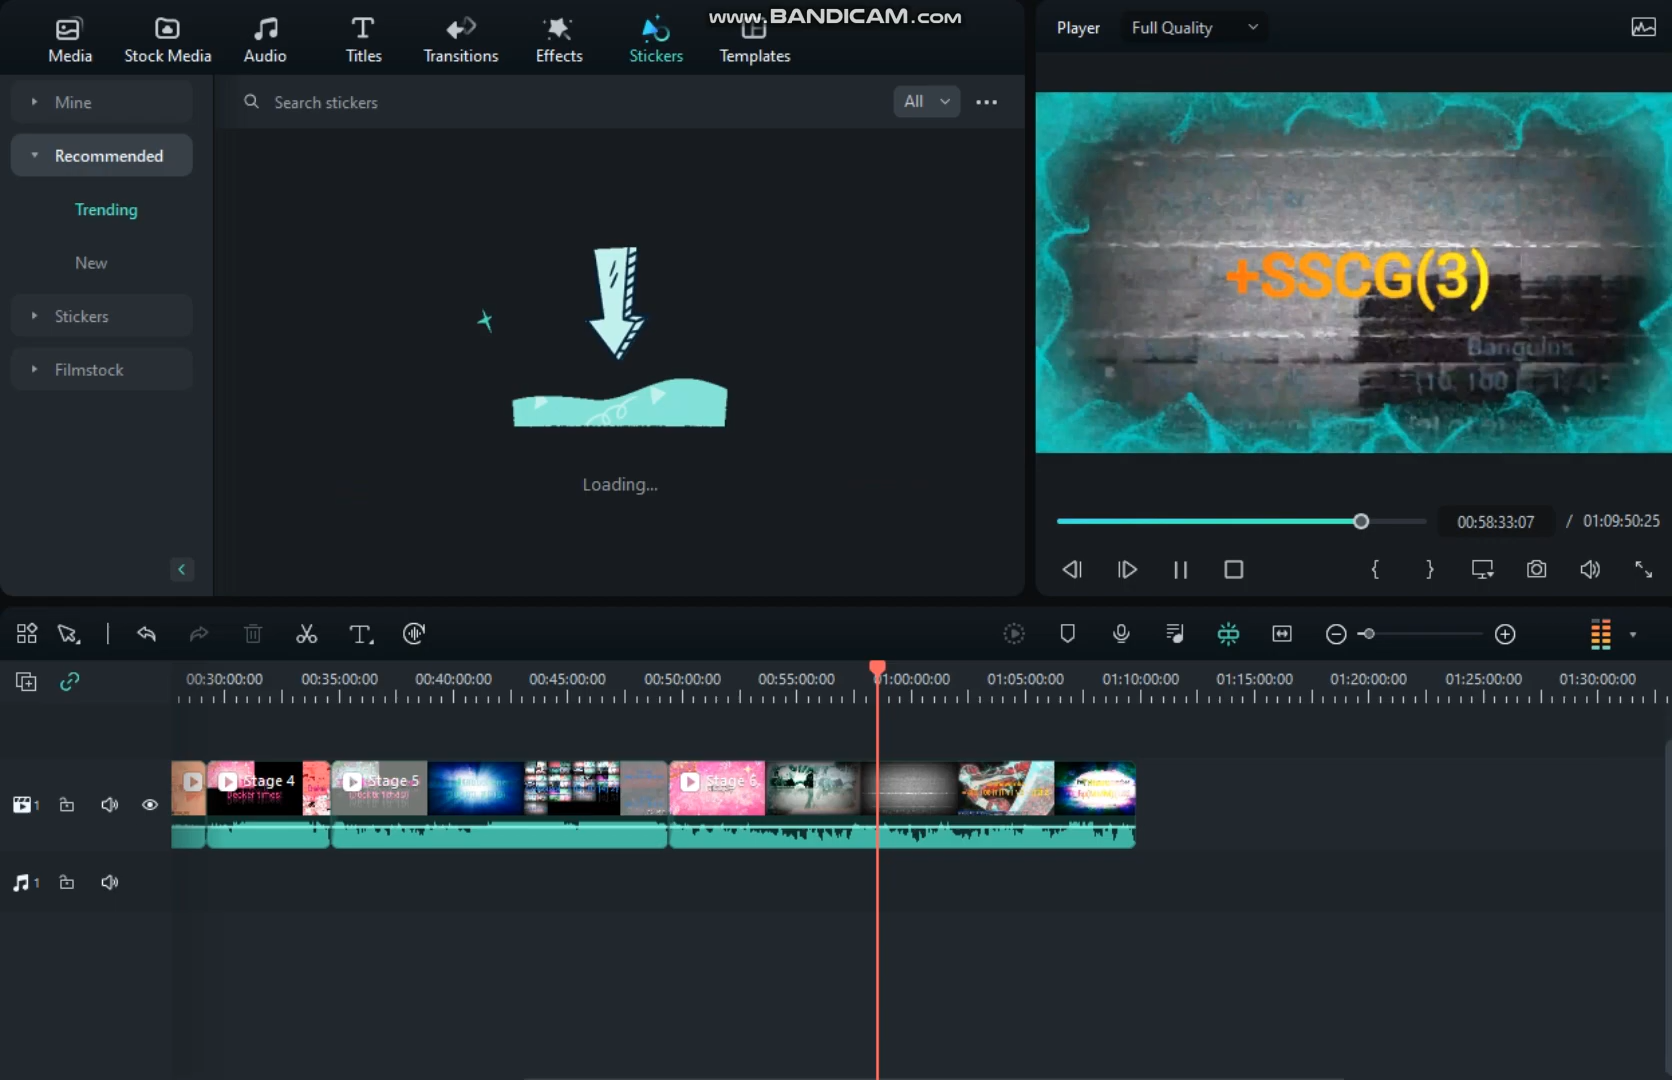 www.BANDICAM.com
Media
Stock Media
Audio
Titles
Transitions
Effects
Stickers
Templates
Player
Full Quality
Mine
Recommended
Trending
New
Stickers
Filmstock
Search stickers
All
Loading...
+SSCG(3)
00:58:33:07 / 01:09:50:25
00:30:00:00
00:35:00:00
00:40:00:00
00:45:00:00
00:50:00:00
00:55:00:00
01:00:00:00
01:05:00:00
01:10:00:00
01:15:00:00
01:20:00:00
01:25:00:00
01:30:00:00
Stage 4
Stage 5
Stage 6
1
1